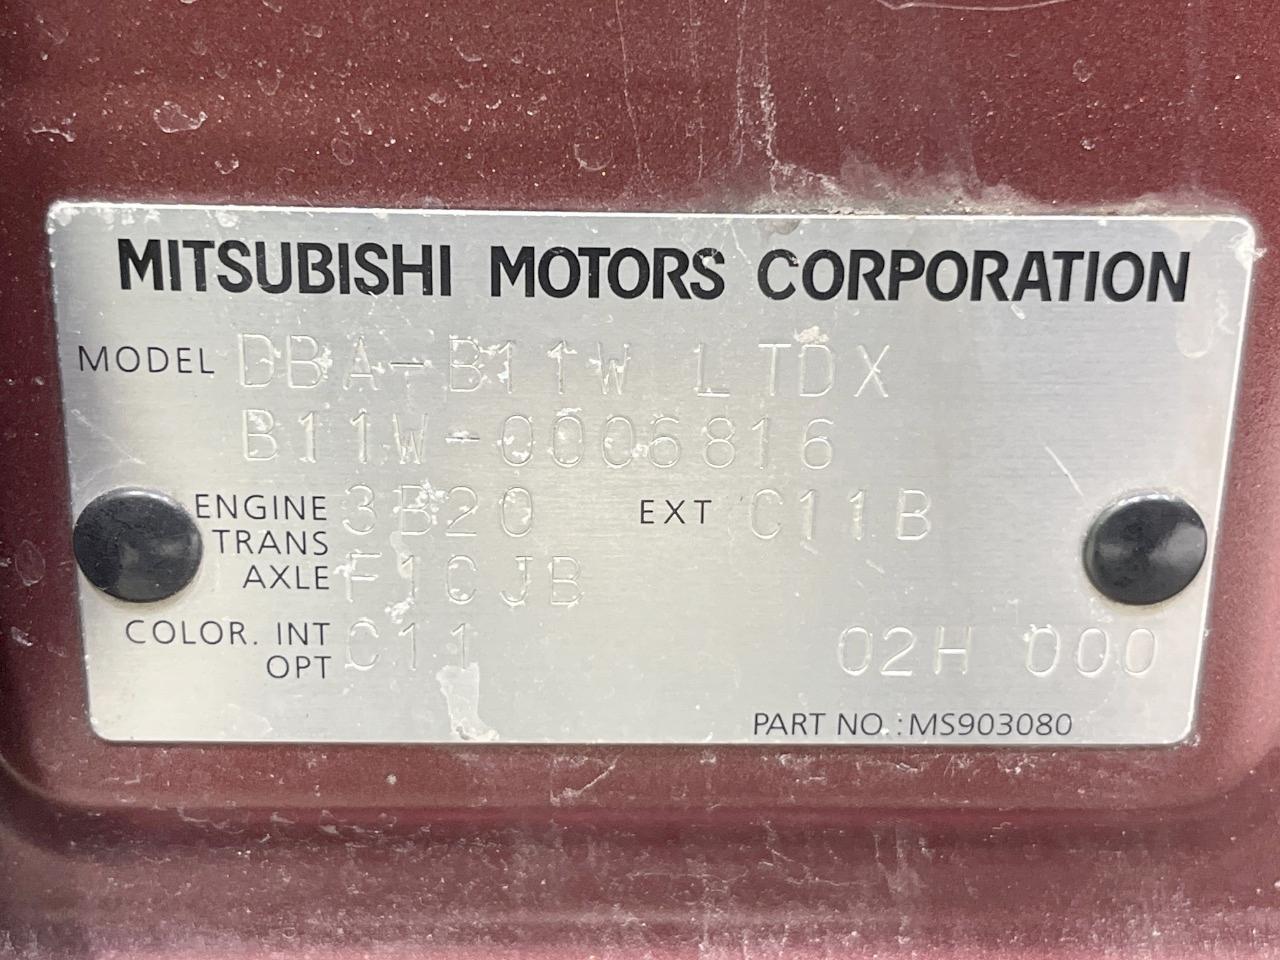 MITSUBISHI MOTORS CORPORATION
MODEL DBA-B11W LTDX
B11W-0006816
ENGINE 3B20 EXT C11B
TRANS
AXLE F1CJB
COLOR. INT C11 02H 000
OPT
PART NO.:MS903080